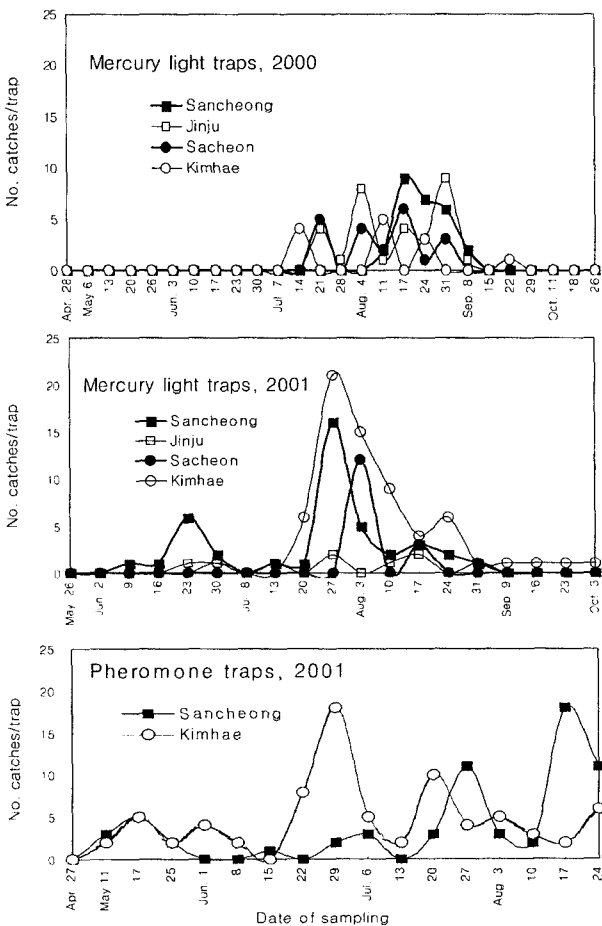 25
Mercury light traps, 2000
20
Sancheong
Jinju
15
Sacheon
Kimhae
10
5
0
No. catches/trap
Apr. 28
May 6
13
20
26
Jun. 3
10
17
23
30
Jul 7
14
21
28
Aug. 4
11
17
24
31
Sep. 8
15
22
29
Oct. 11
18
26
25
Mercury light traps, 2001
20
Sancheong
Jinju
15
Sacheon
Kimhae
10
5
0
No. catches/trap
May 26
Jun 2
9
16
23
30
Jul 8
13
20
27
Aug. 3
10
17
24
31
Sep 9
16
23
Oct. 3
25
Pheromone traps, 2001
20
Sancheong
Kimhae
15
10
5
0
No. catches/trap
Apr 27
May 11
17
25
Jun. 1
8
15
22
29
Jul. 6
13
20
27
Aug 3
10
17
24
Date of sampling